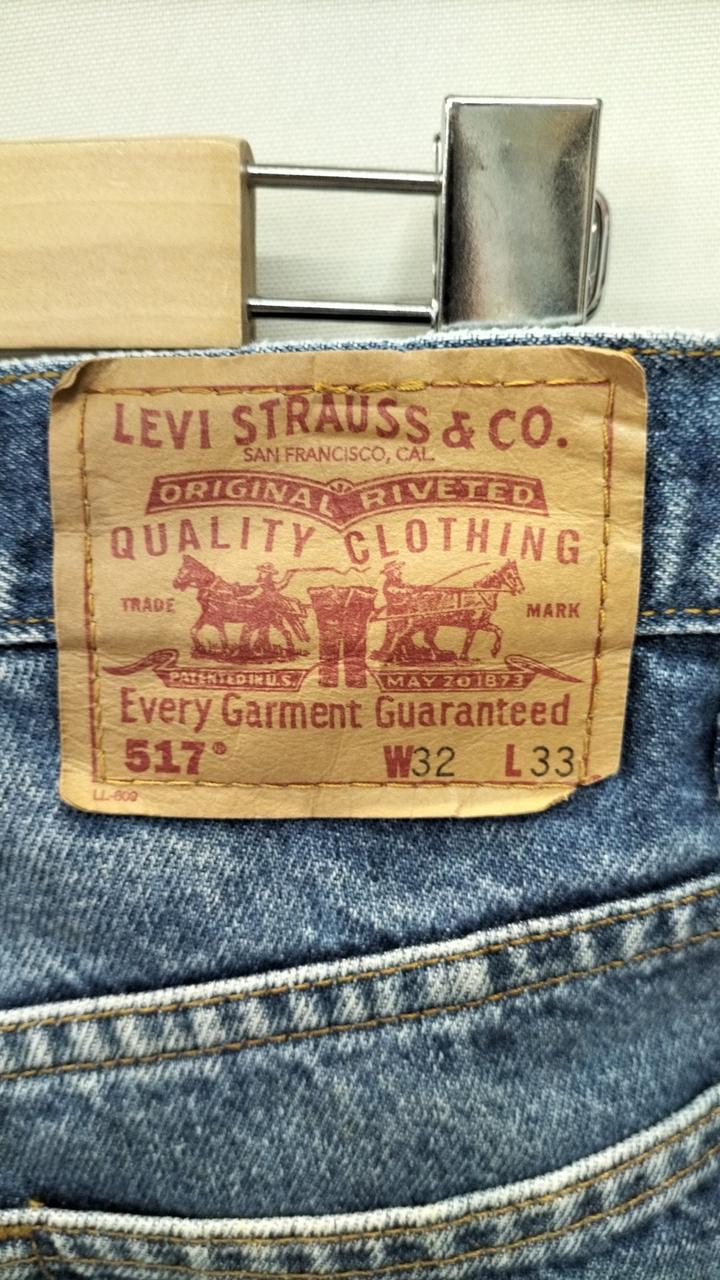 LEVI STRAUSS & CO.
SAN FRANCISCO, CAL.
ORIGINAL RIVETED
QUALITY CLOTHING
TRADE MARK
PATENTED IN U.S. MAY 20 1873
Every Garment Guaranteed
517® W32 L33
LL-609